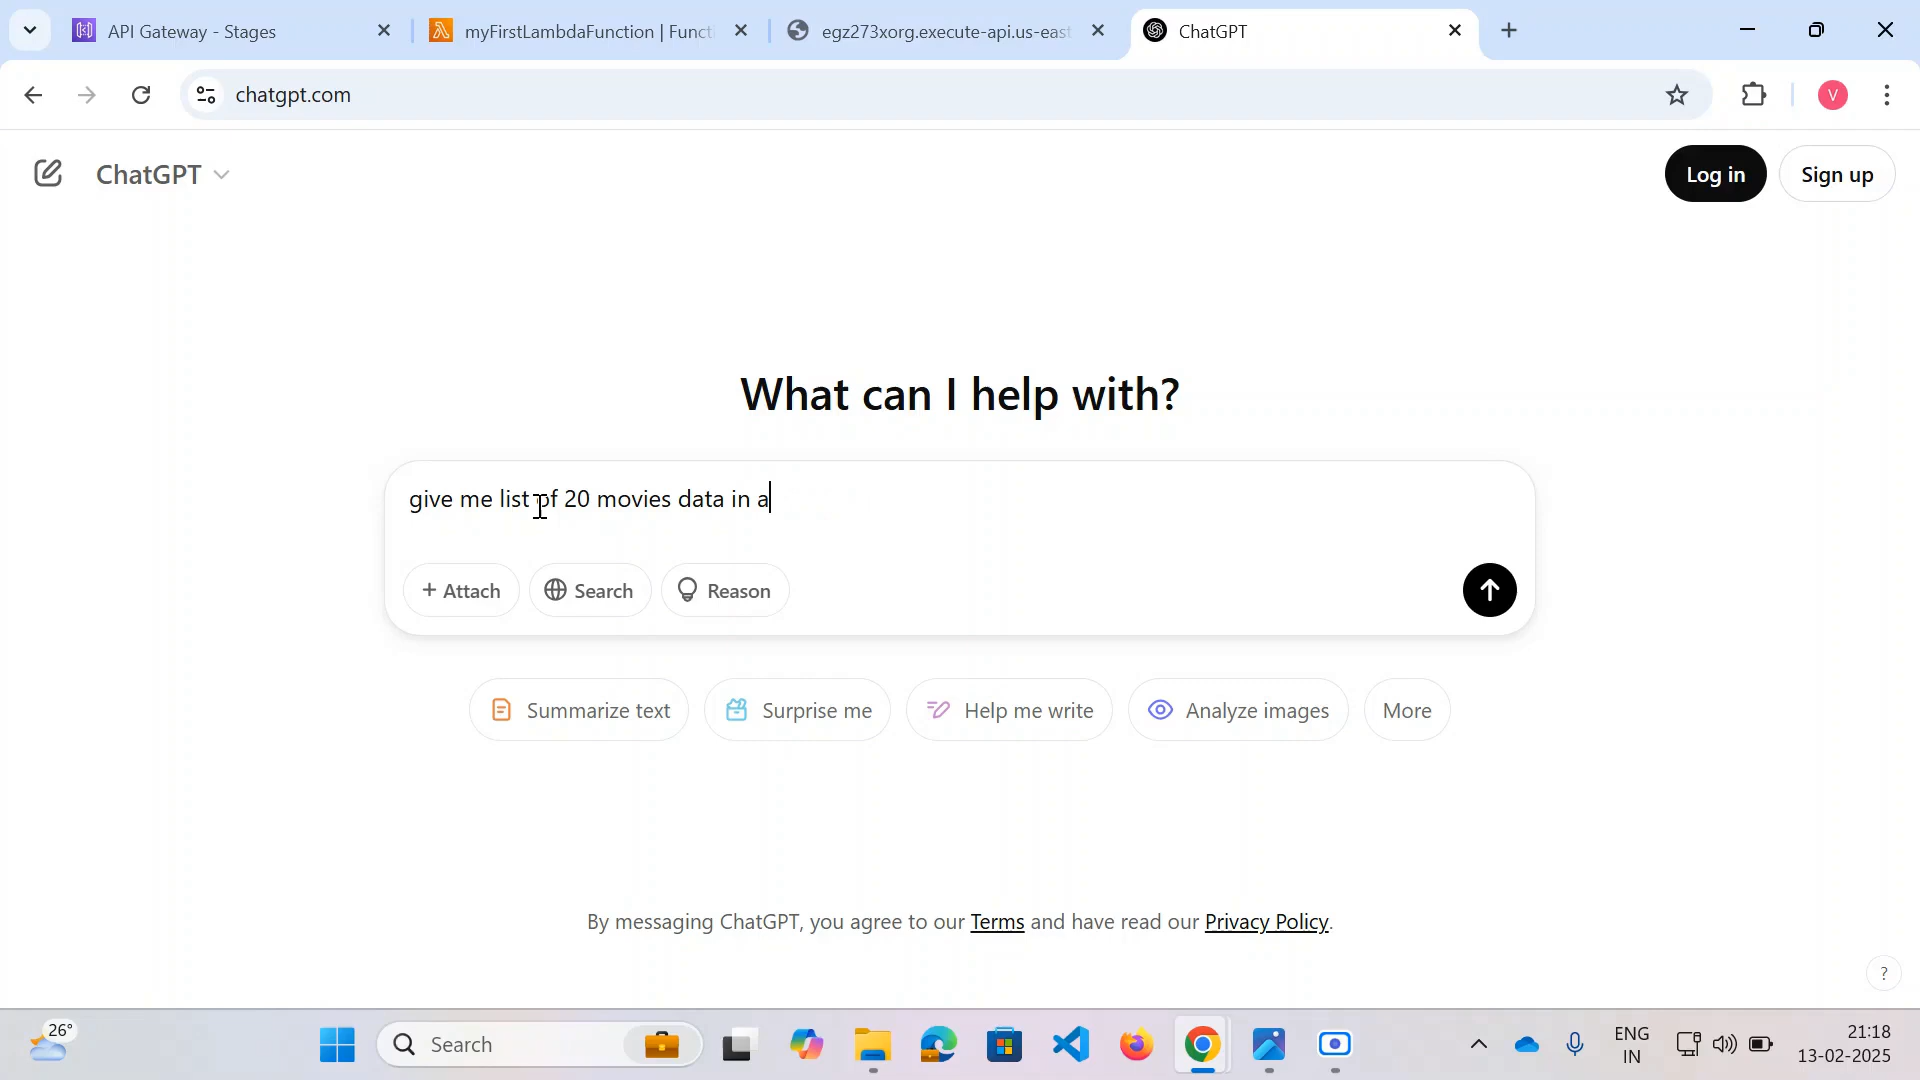 API Gateway - Stages
myFirstLambdaFunction | Functi
egz273xorg.execute-api.us-east
ChatGPT
chatgpt.com
V
ChatGPT
Log in
Sign up
What can I help with?
give me list of 20 movies data in a
+ Attach
Search
Reason
Summarize text
Surprise me
Help me write
Analyze images
More
By messaging ChatGPT, you agree to our Terms and have read our Privacy Policy.
?
26°
Search
ENG
IN
21:18
13-02-2025